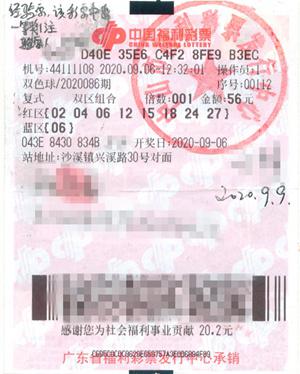 经验票，该彩票中奖
一等奖1注
中国福利彩票
CHINA WELFARE LOTTERY
D40E 35E6 C4F2 8FE9 B3EC
机号:44111108 2020-09-06-12:32:01 操作员:1
双色球/2020086期 序号:00112
复式 双区组合 倍数:001 金额:56元
红区[02 04 06 12 15 18 24 27]
蓝区[06]
043E 8430 834B 开奖日:2020-09-06
站地址:沙溪镇兴溪路30号对面
2020.9.9.
感谢您为社会福利事业贡献 20.2元
广东省福利彩票发行中心承销